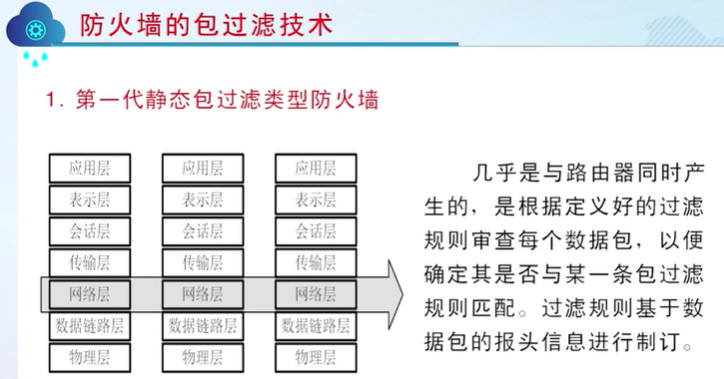 防火墙的包过滤技术
1. 第一代静态包过滤类型防火墙
应用层 应用层 应用层
表示层 表示层 表示层
会话层 会话层 会话层
传输层 传输层 传输层
网络层 网络层 网络层
数据链路层 数据链路层 数据链路层
物理层 物理层 物理层
几乎是与路由器同时产
生的，是根据定义好的过滤
规则审查每个数据包，以便
确定其是否与某一条包过滤
规则匹配。过滤规则基于数
据包的报头信息进行制订。